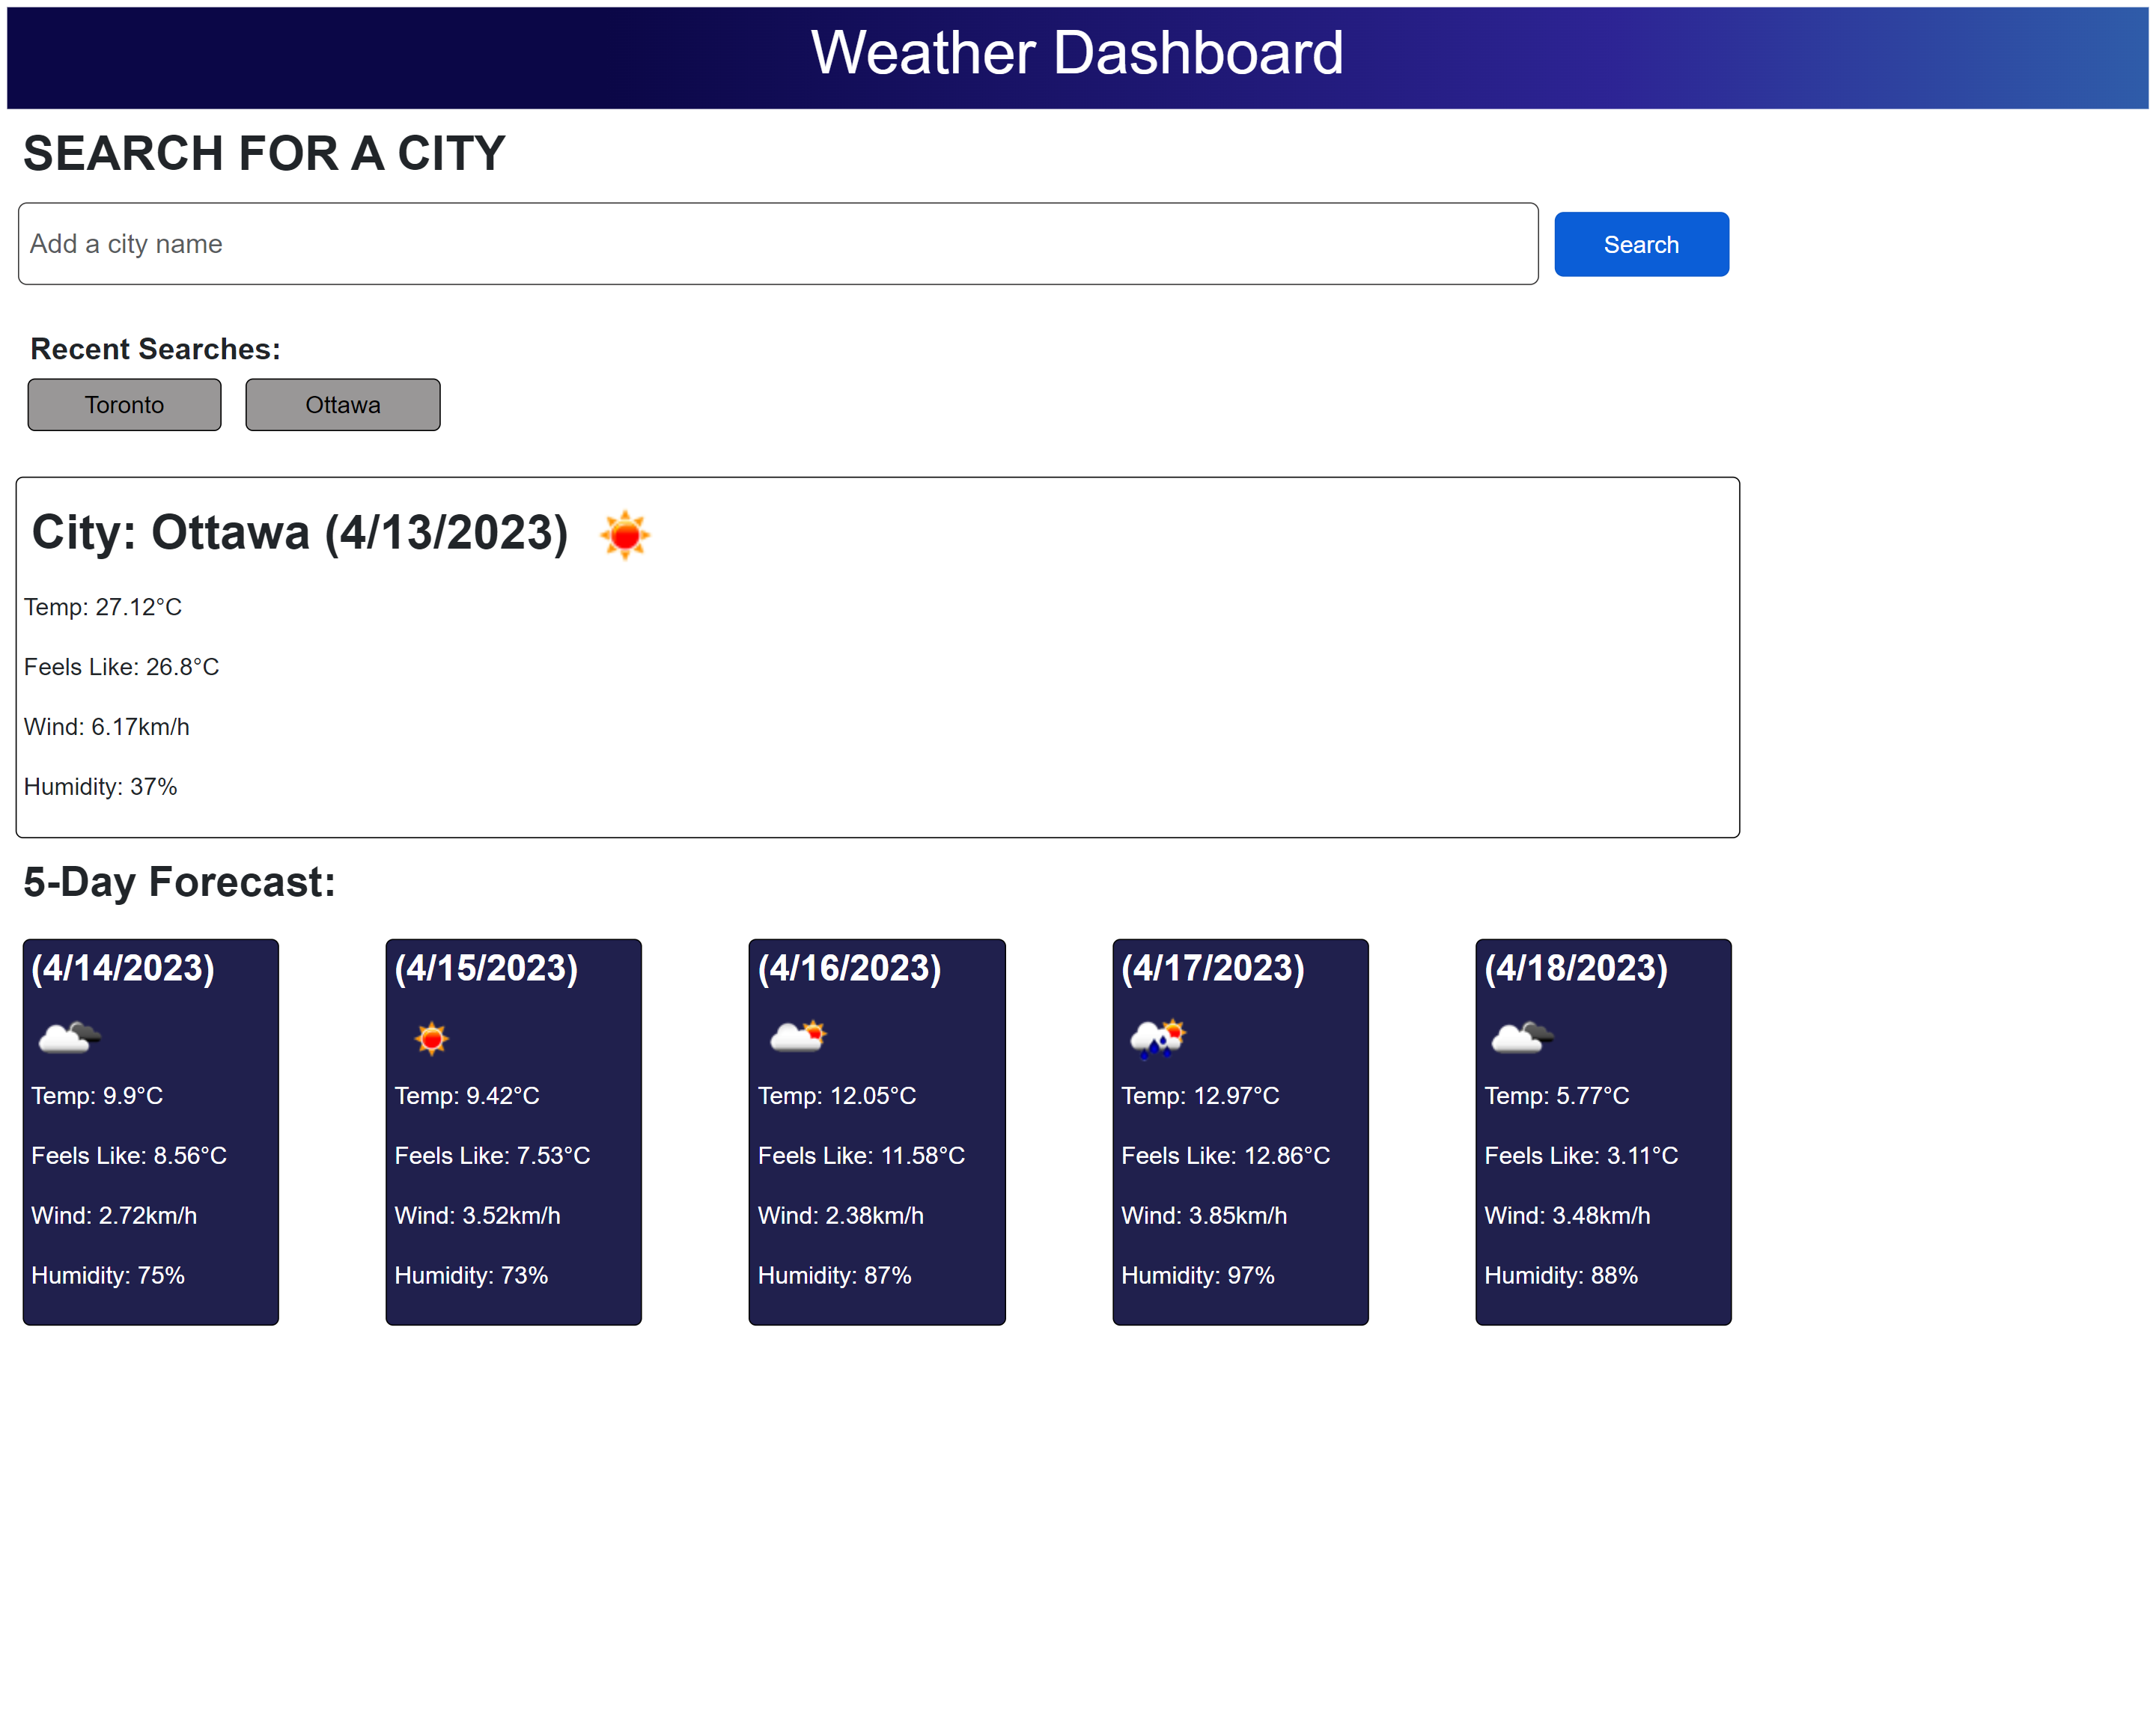 Weather Dashboard
SEARCH FOR A CITY
Add a city name
Search
Recent Searches:
Toronto
Ottawa
City: Ottawa (4/13/2023)
Temp: 27.12°C
Feels Like: 26.8°C
Wind: 6.17km/h
Humidity: 37%
5-Day Forecast:
(4/14/2023)
Temp: 9.9°C
Feels Like: 8.56°C
Wind: 2.72km/h
Humidity: 75%
(4/15/2023)
Temp: 9.42°C
Feels Like: 7.53°C
Wind: 3.52km/h
Humidity: 73%
(4/16/2023)
Temp: 12.05°C
Feels Like: 11.58°C
Wind: 2.38km/h
Humidity: 87%
(4/17/2023)
Temp: 12.97°C
Feels Like: 12.86°C
Wind: 3.85km/h
Humidity: 97%
(4/18/2023)
Temp: 5.77°C
Feels Like: 3.11°C
Wind: 3.48km/h
Humidity: 88%